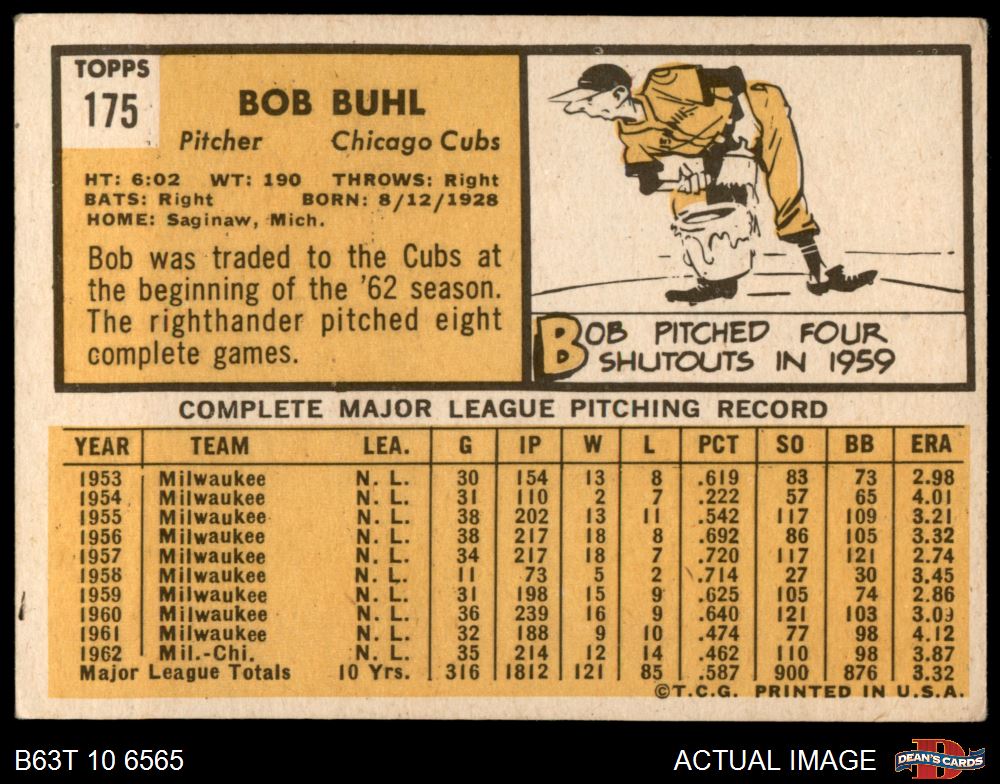 TOPPS
175
BOB BUHL
Pitcher Chicago Cubs
HT: 6:02 WT: 190 THROWS: Right
BATS: Right BORN: 8/12/1928
HOME: Saginaw, Mich.
Bob was traded to the Cubs at
the beginning of the '62 season.
The righthander pitched eight
complete games.
BOB PITCHED FOUR
SHUTOUTS IN 1959
COMPLETE MAJOR LEAGUE PITCHING RECORD
YEAR TEAM LEA. G IP W L PCT SO BB ERA
1953 Milwaukee N. L. 30 154 13 8 .619 83 73 2.98
1954 Milwaukee N. L. 31 110 2 7 .222 57 65 4.01
1955 Milwaukee N. L. 38 202 13 11 .542 117 109 3.21
1956 Milwaukee N. L. 38 217 18 8 .692 86 105 3.32
1957 Milwaukee N. L. 34 217 18 7 .720 117 121 2.74
1958 Milwaukee N. L. 11 73 5 2 .714 27 30 3.45
1959 Milwaukee N. L. 31 198 15 9 .625 105 74 2.86
1960 Milwaukee N. L. 36 239 16 9 .640 121 103 3.09
1961 Milwaukee N. L. 32 188 9 10 .474 77 98 4.12
1962 Mil.-Chi. N. L. 35 214 12 14 .462 110 98 3.87
Major League Totals 10 Yrs. 316 1812 121 85 .587 900 876 3.32
©T.C.G. PRINTED IN U.S.A.
B63T 10 6565
ACTUAL IMAGE
DEAN'S CARDS